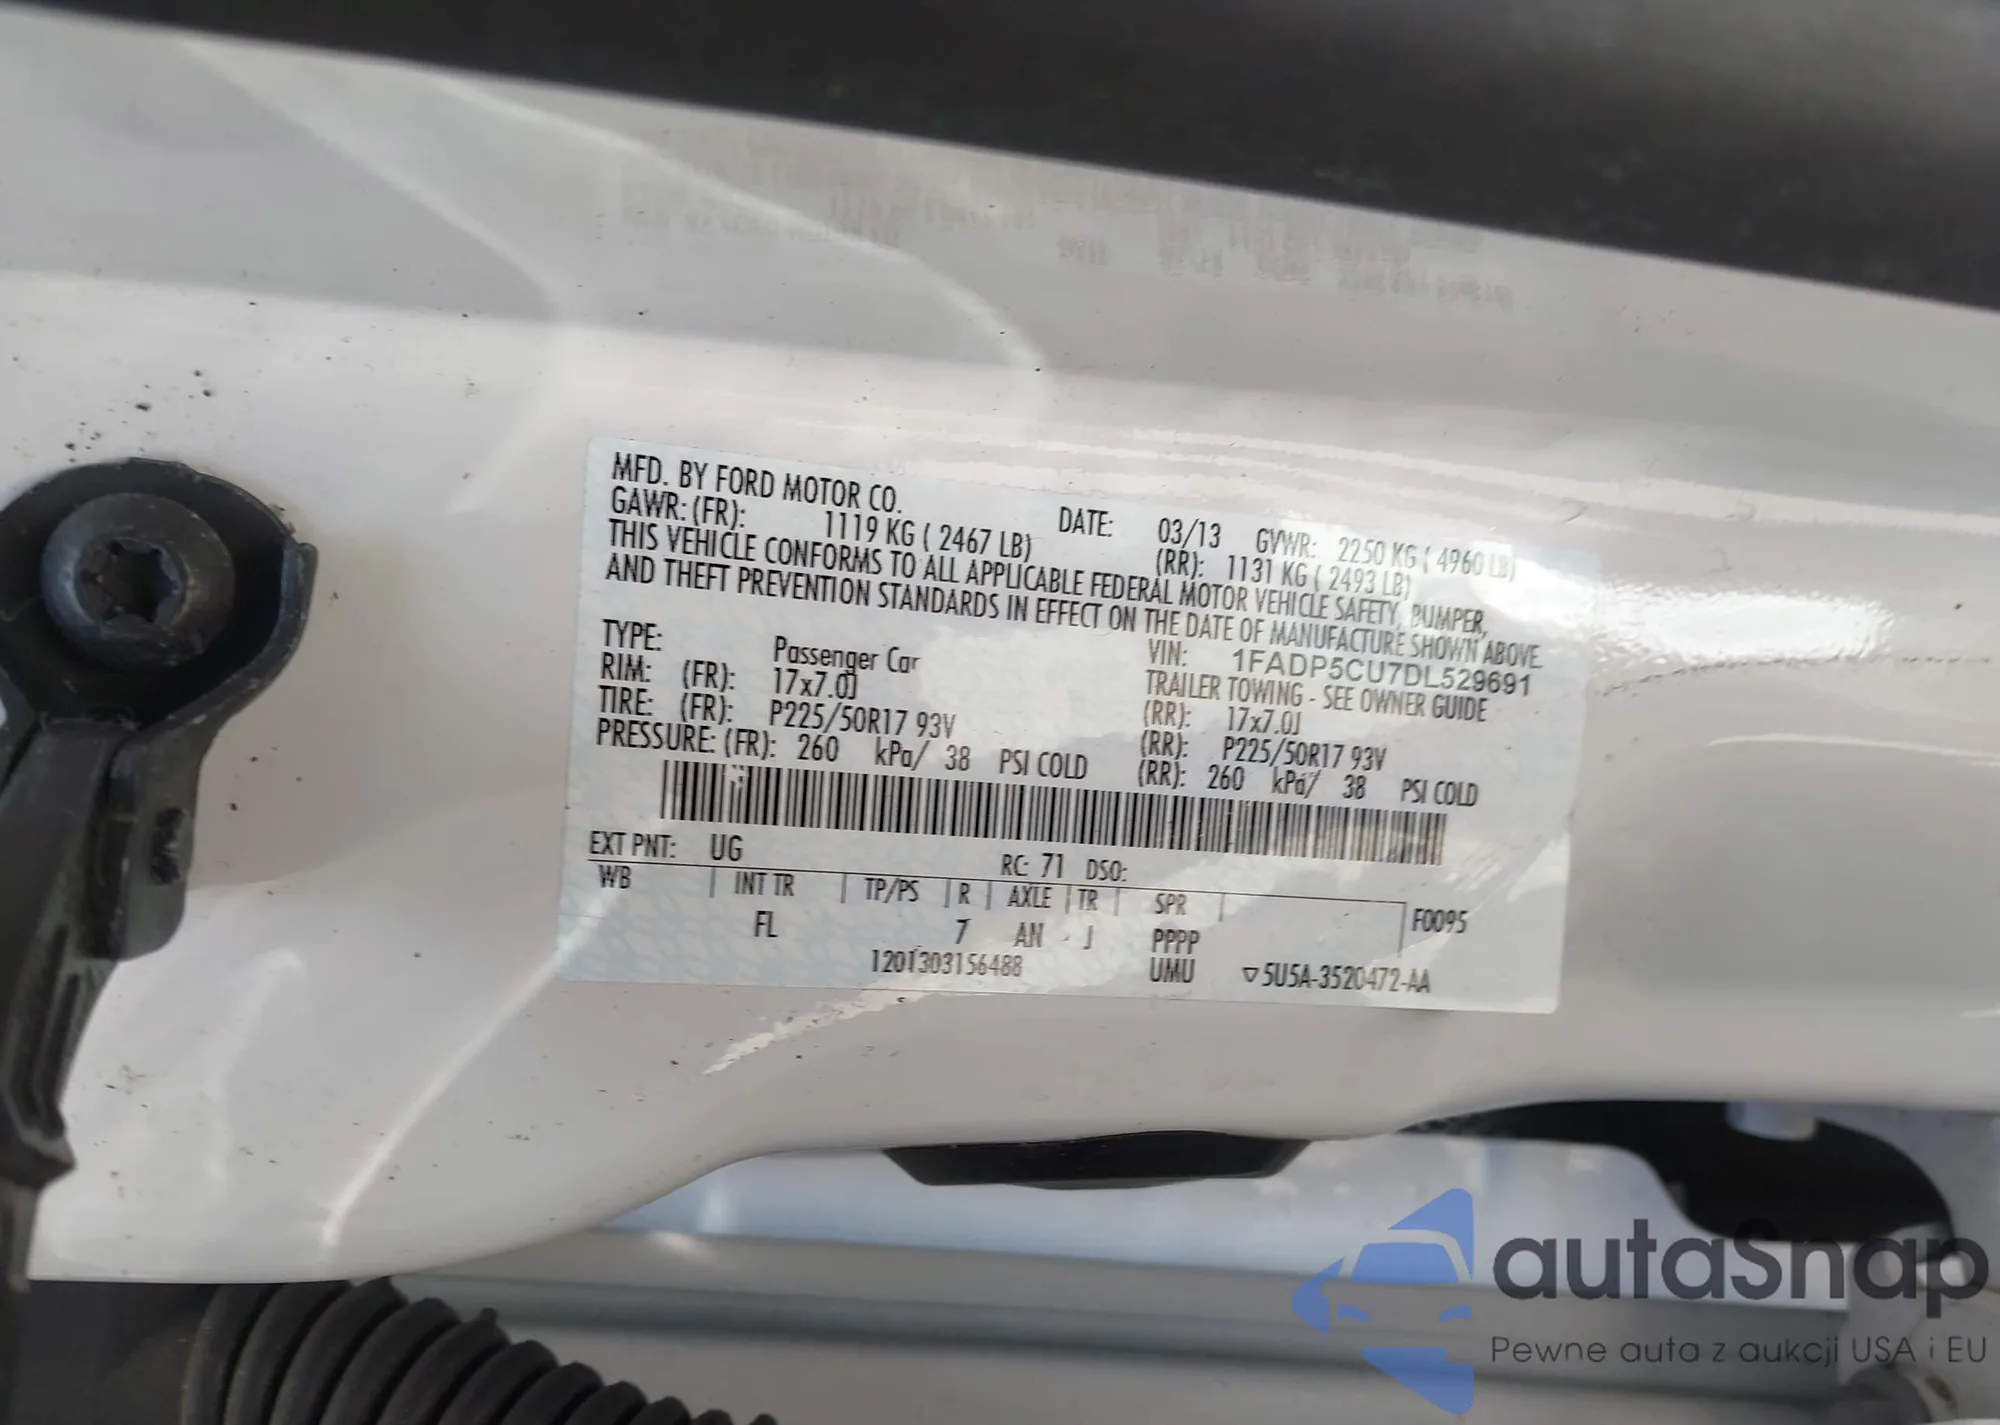 MFD. BY FORD MOTOR CO. DATE: 03/13 GVWR: 2250 KG ( 4960 LB)
GAWR: (FR): 1119 KG ( 2467 LB) (RR): 1131 KG ( 2493 LB)
THIS VEHICLE CONFORMS TO ALL APPLICABLE FEDERAL MOTOR VEHICLE SAFETY, BUMPER,
AND THEFT PREVENTION STANDARDS IN EFFECT ON THE DATE OF MANUFACTURE SHOWN ABOVE.
VIN: 1FADP5CU7DL529691
TYPE: Passenger Car TRAILER TOWING - SEE OWNER GUIDE
RIM: (FR): 17x7.0J (RR): 17x7.0J
TIRE: (FR): P225/50R17 93V (RR): P225/50R17 93V
PRESSURE: (FR): 260 kPa/ 38 PSI COLD (RR): 260 kPa/ 38 PSI COLD
EXT PNT: UG RC: 71 DSO:
WB | INT TR | TP/PS | R | AXLE | TR | SPR | F0095
FL 7 AN J PPPP
1201303156488 UMU ▽5U5A-3520472-AA
autaSnap
Pewne auta z aukcji USA i EU